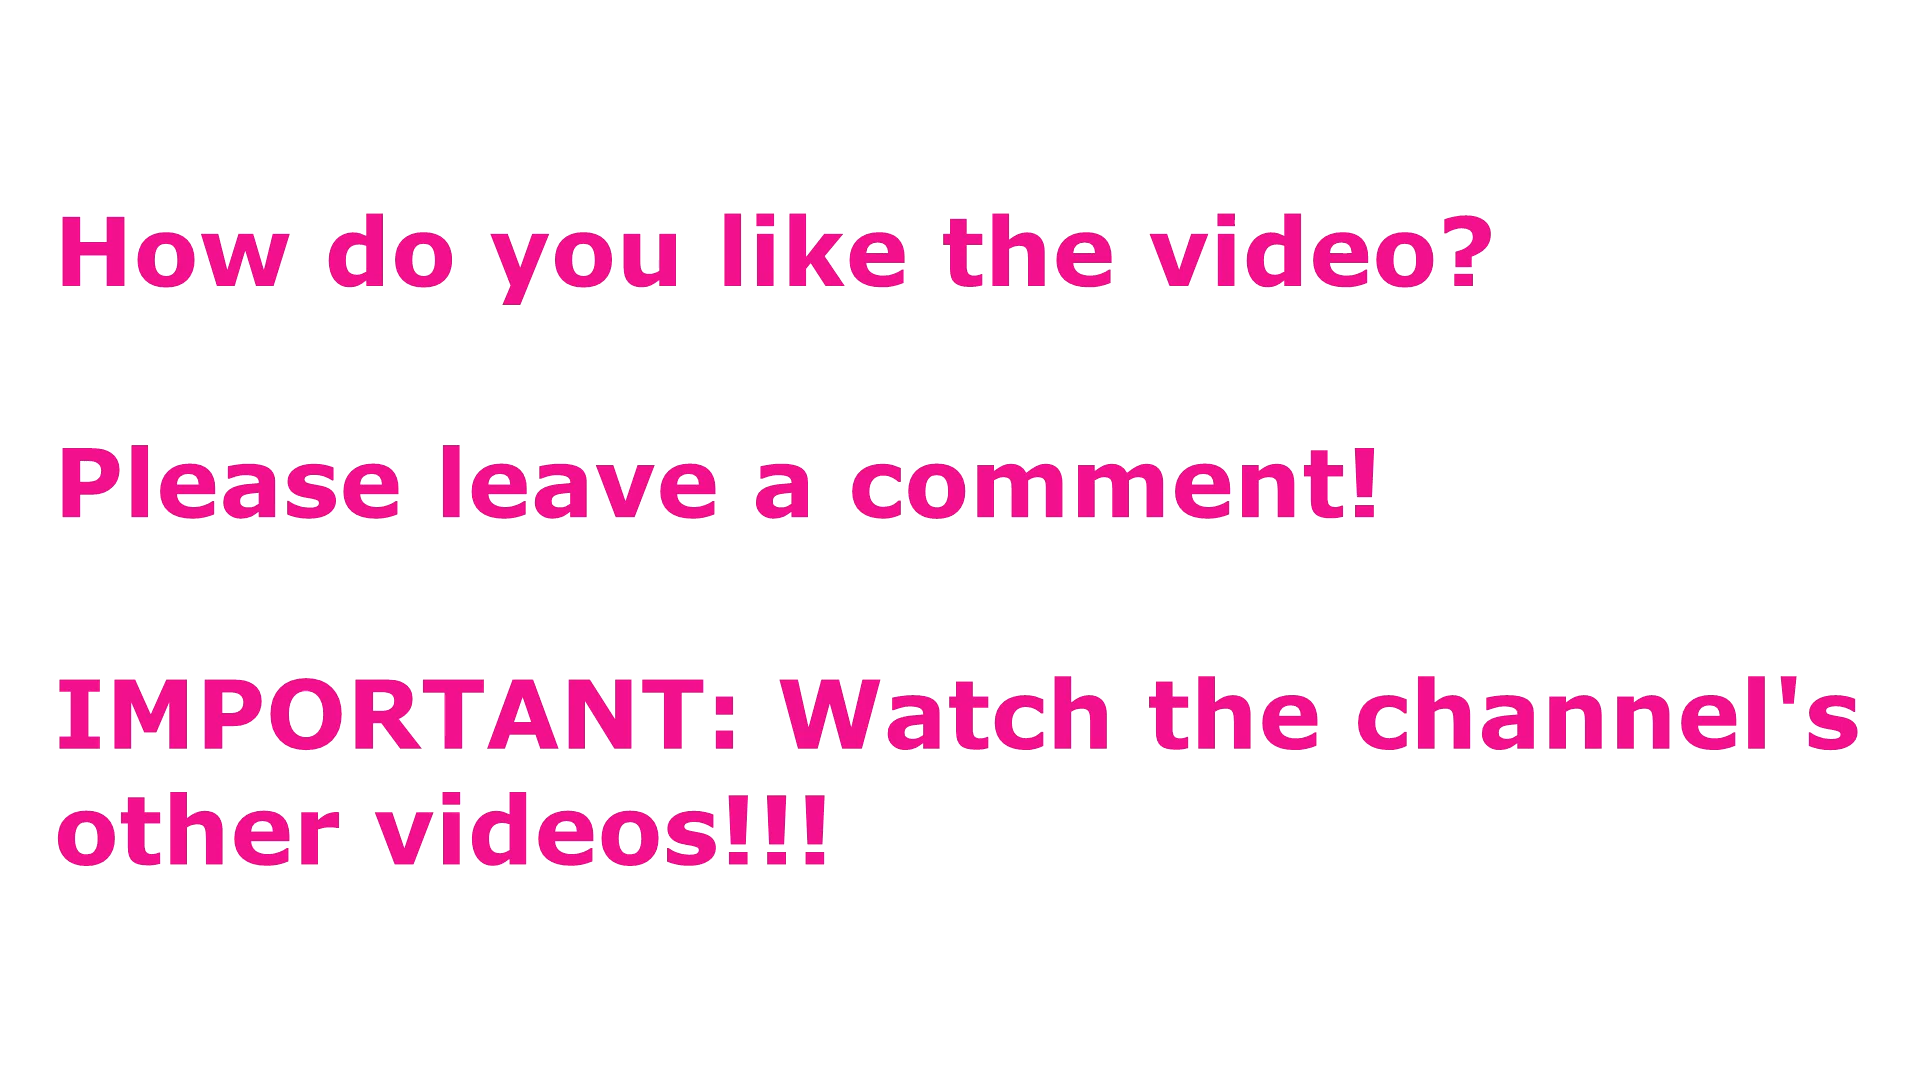 How do you like the video?
Please leave a comment!
IMPORTANT: Watch the channel's
other videos!!!